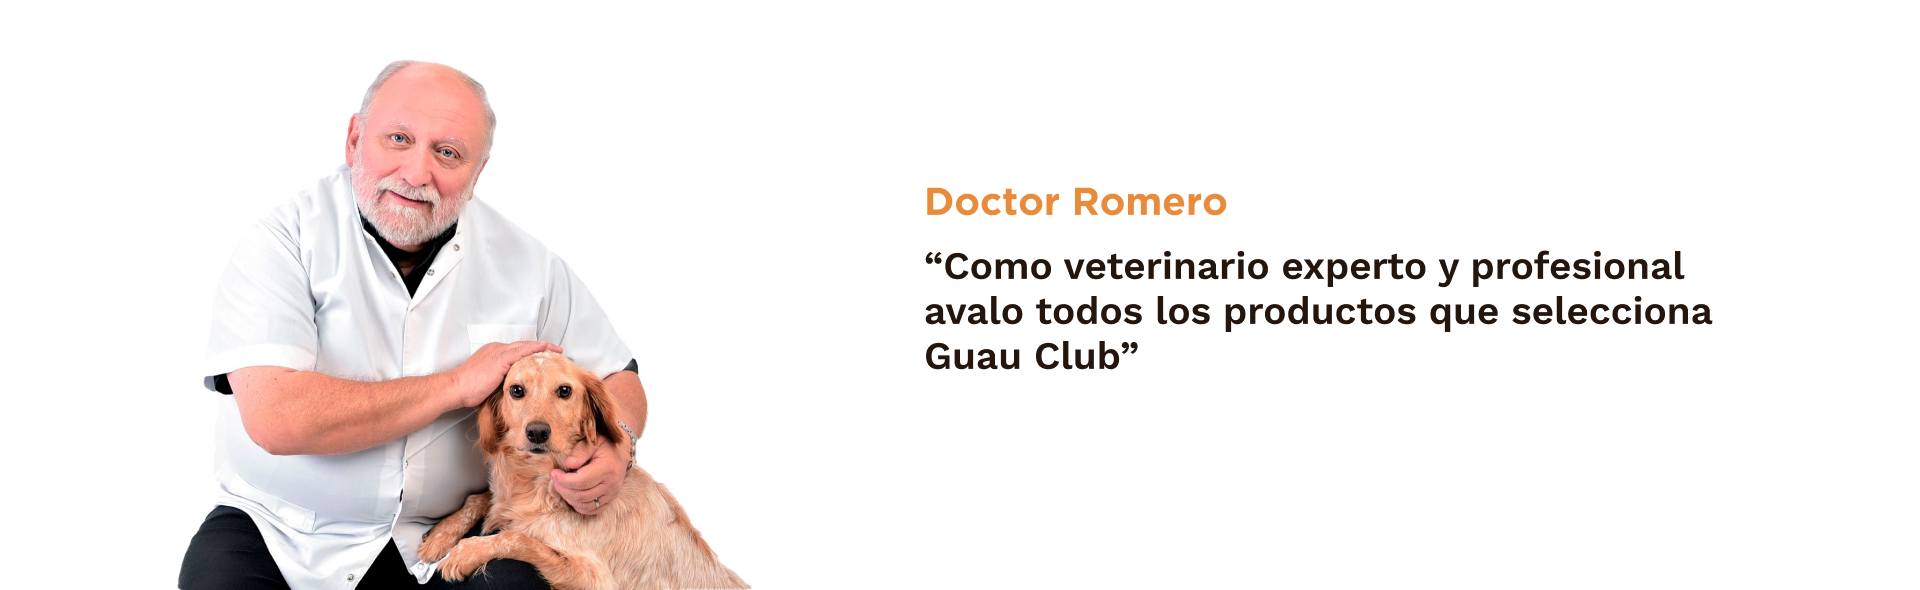 Doctor Romero
“Como veterinario experto y profesional
avalo todos los productos que selecciona
Guau Club”